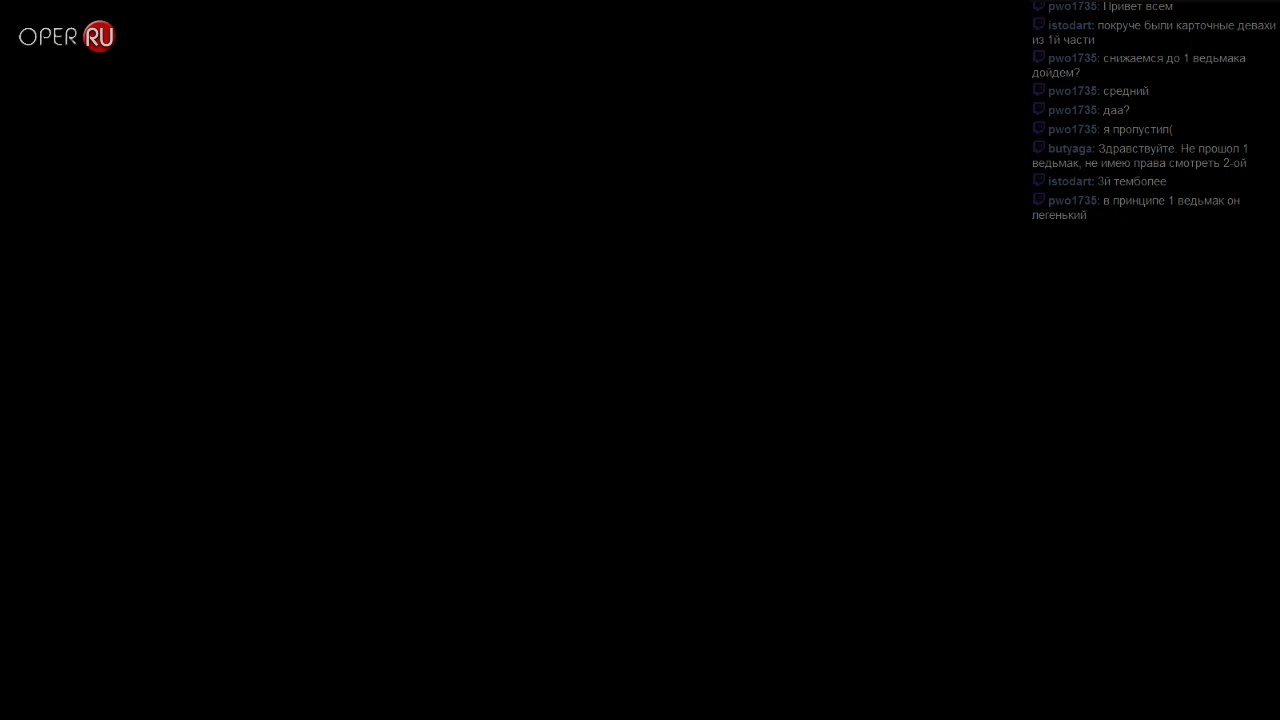 OPER RU
pwo1735: Привет всем
istodart: покруче были карточные девахи
из 1й части
pwo1735: снижаемся до 1 ведьмака
дойдем?
pwo1735: средний
pwo1735: даа?
pwo1735: я пропустил(
butyaga: Здравствуйте. Не прошол 1
ведьмак, не имею права смотреть 2-ой
istodart: 3й темболее
pwo1735: в принципе 1 ведьмак он
легенький